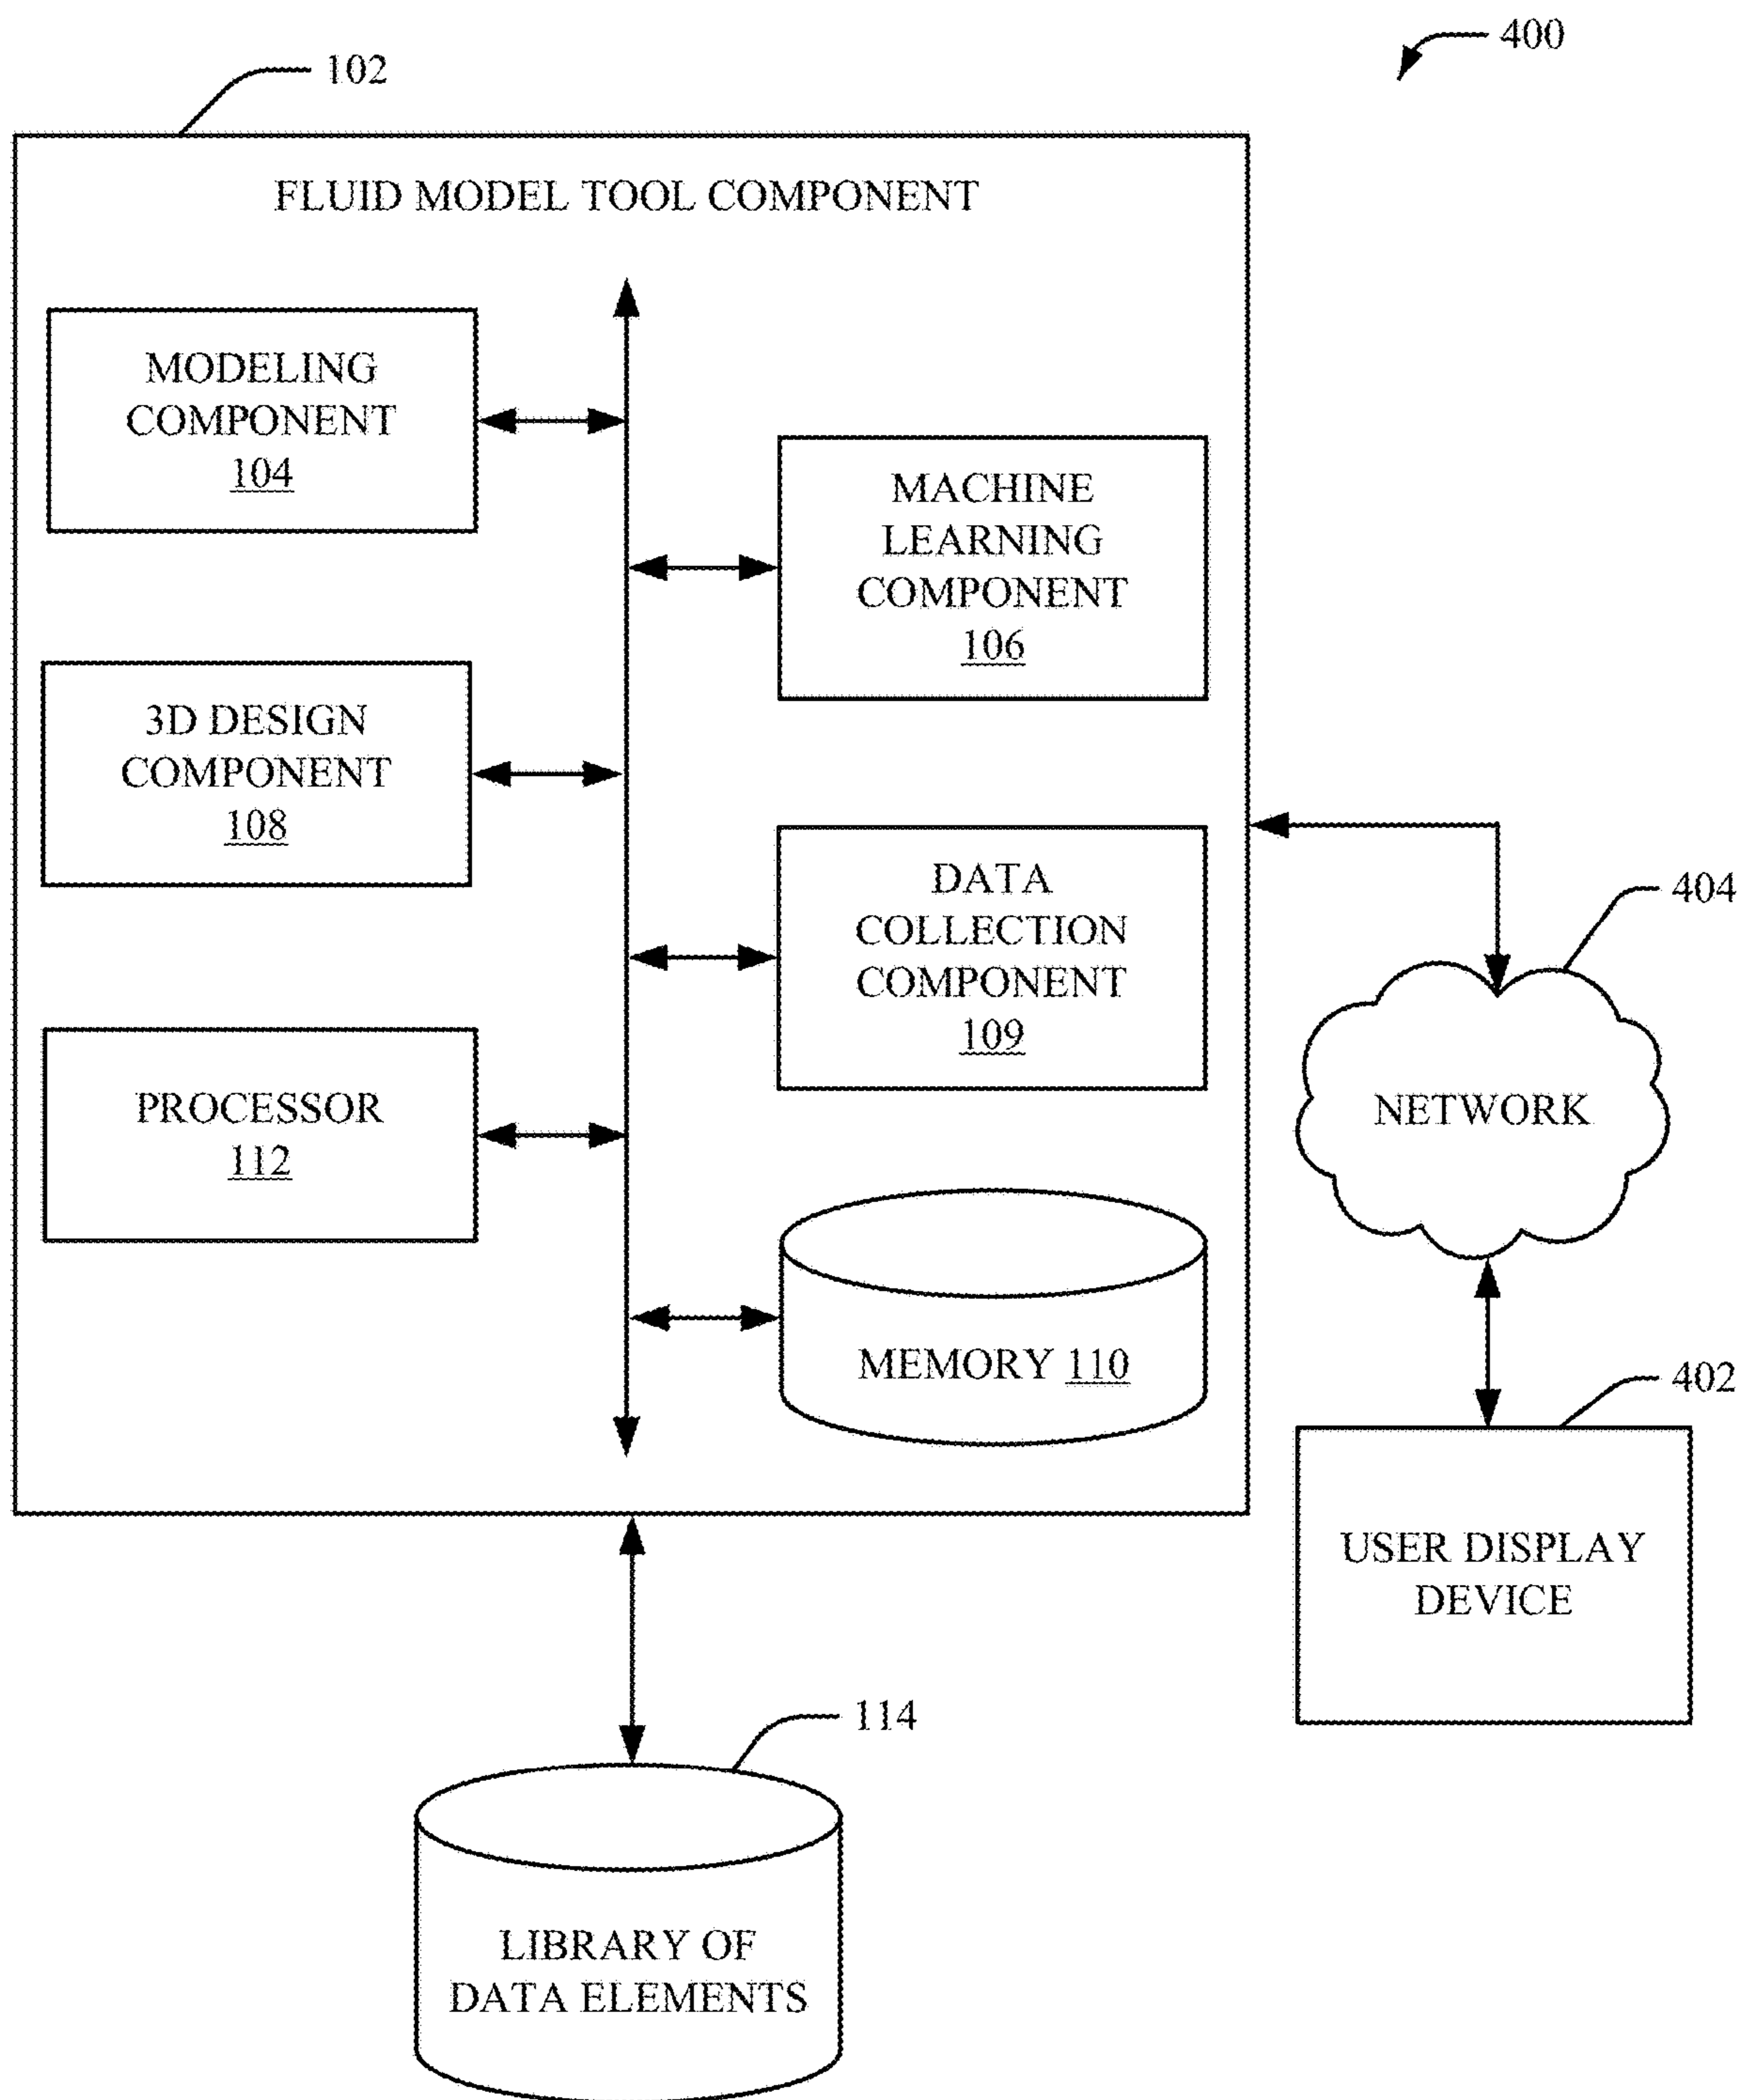 400
102
FLUID MODEL TOOL COMPONENT
MODELING
COMPONENT
104
MACHINE
LEARNING
COMPONENT
106
3D DESIGN
COMPONENT
108
DATA
COLLECTION
COMPONENT
109
404
PROCESSOR
112
NETWORK
MEMORY 110
402
USER DISPLAY
DEVICE
114
LIBRARY OF
DATA ELEMENTS